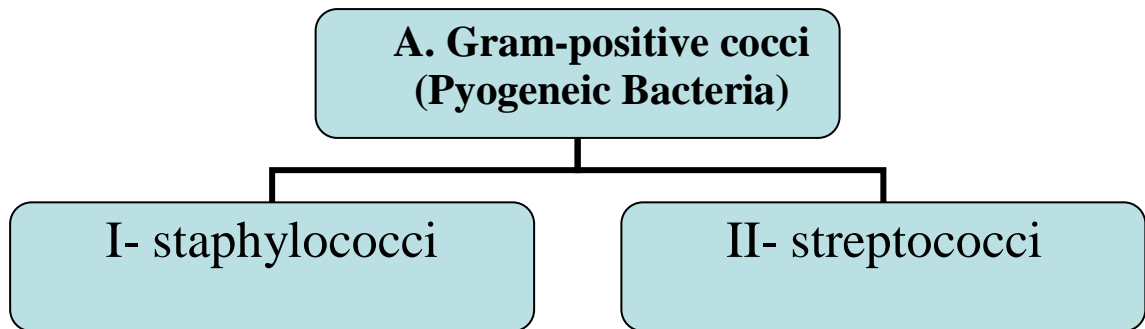 A. Gram-positive cocci
(Pyogeneic Bacteria)
I- staphylococci
II- streptococci